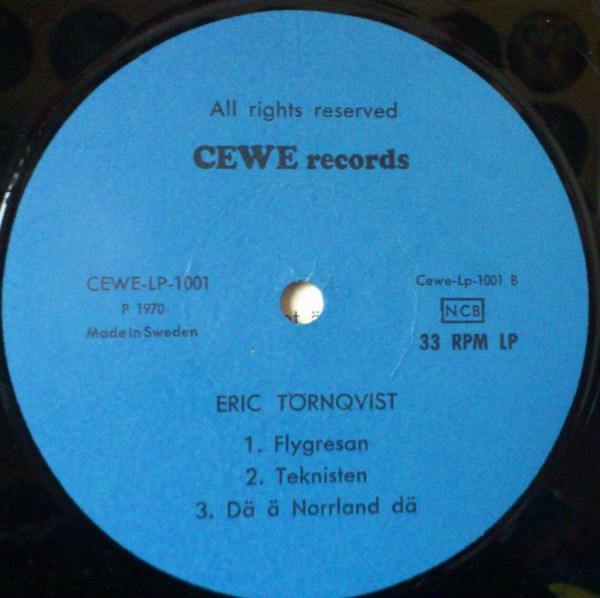 All rights reserved
CEWE records
CEWE-LP-1001
P 1970
Made in Sweden
Cewe-Lp-1001 B
NCB
33 RPM LP
ERIC TÖRNQVIST
1. Flygresan
2. Teknisten
3. Dä ä Norrland dä